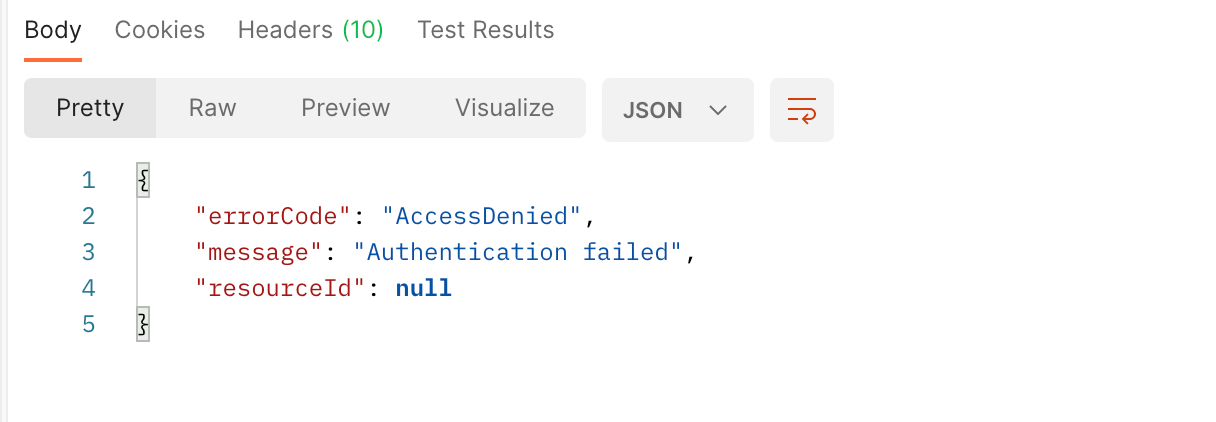 Body Cookies Headers (10) Test Results
Pretty Raw Preview Visualize JSON
1 {
2 "errorCode": "AccessDenied",
3 "message": "Authentication failed",
4 "resourceId": null
5 }